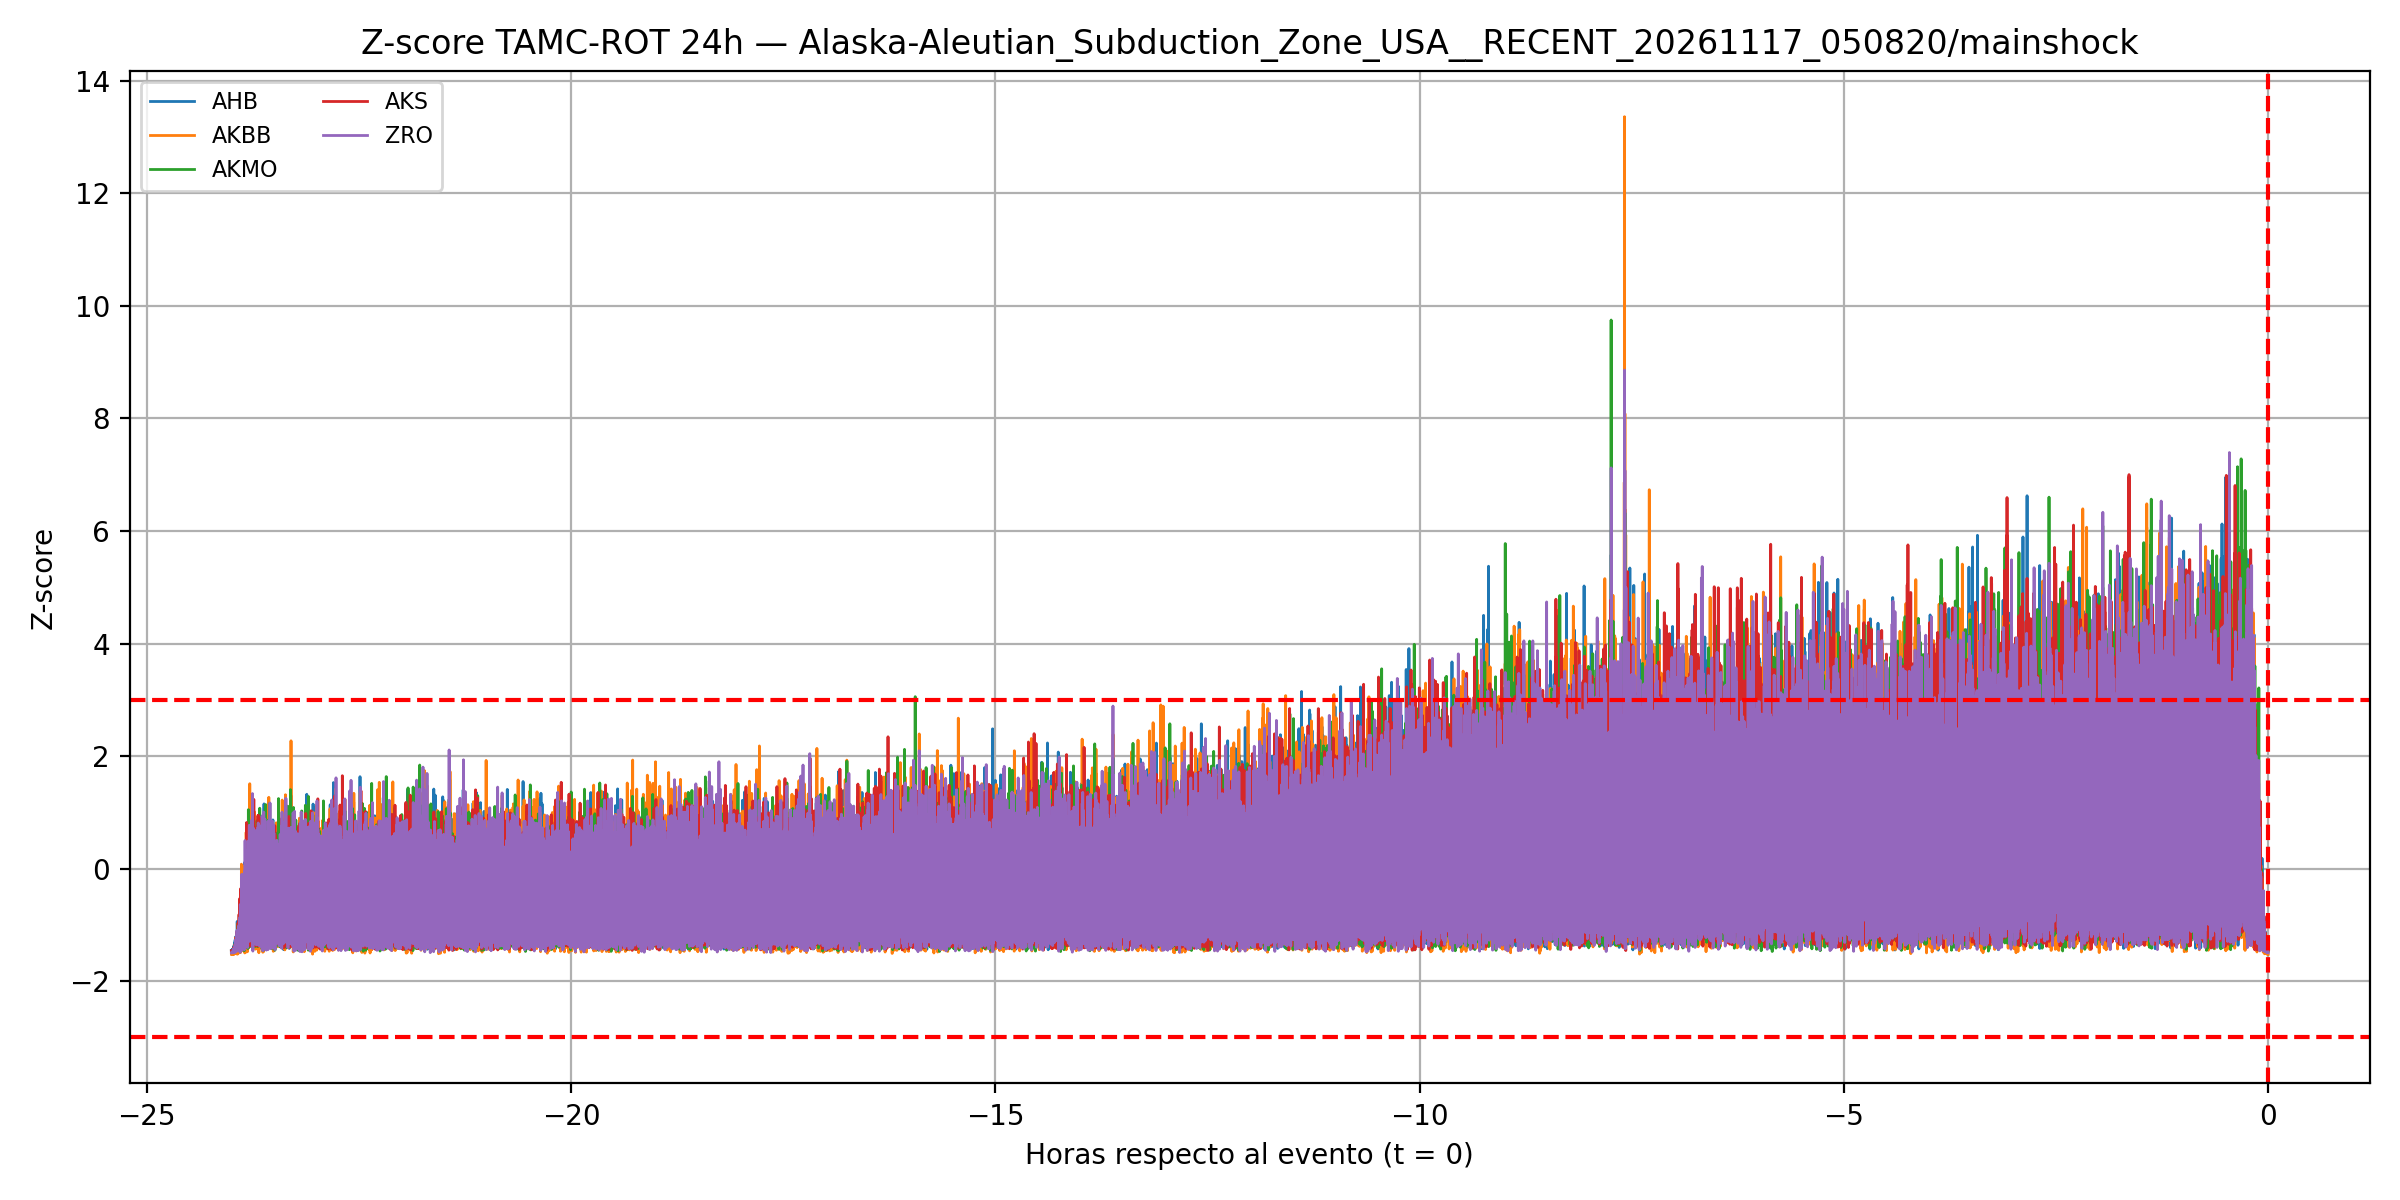 Z-score TAMC-ROT 24h — Alaska-Aleutian_Subduction_Zone_USA__RECENT_20261117_050820/mainshock
AHB
AKBB
AKMO
AKS
ZRO
14
12
10
8
6
4
2
0
−2
Z-score
−25
−20
−15
−10
−5
0
Horas respecto al evento (t = 0)